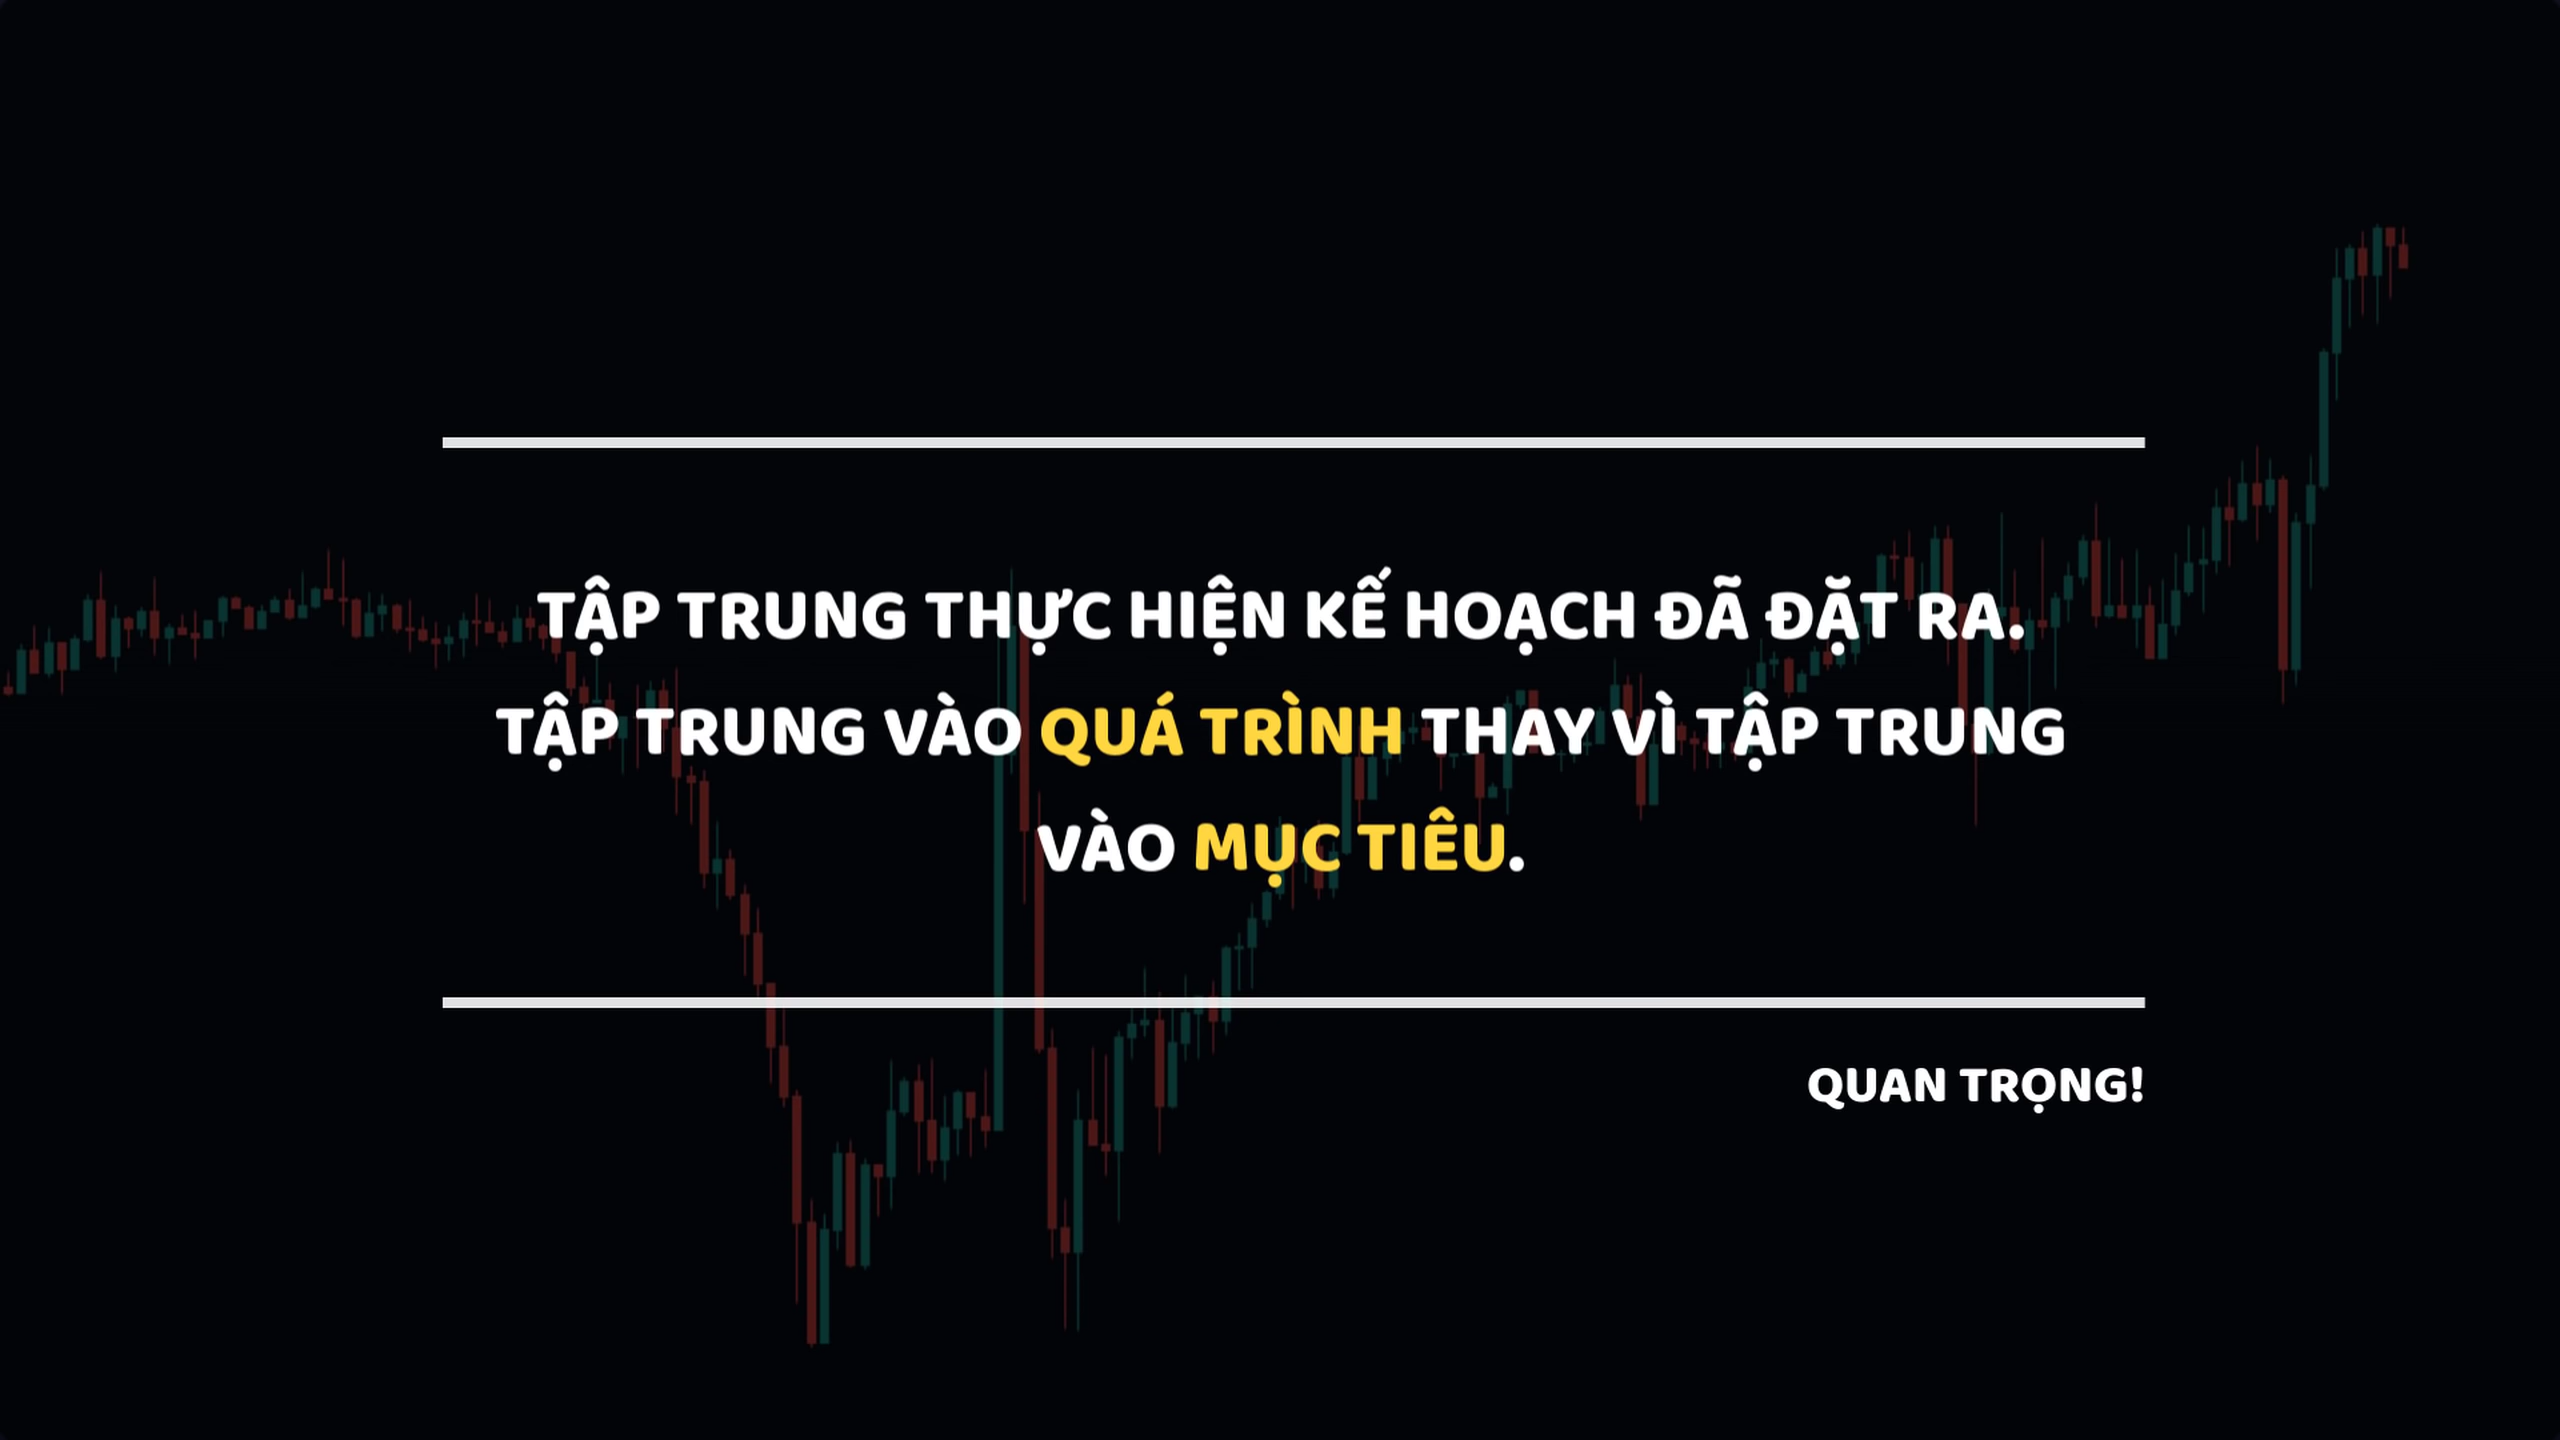 TẬP TRUNG THỰC HIỆN KẾ HOẠCH ĐÃ ĐẶT RA.
TẬP TRUNG VÀO QUÁ TRÌNH THAY VÌ TẬP TRUNG
VÀO MỤC TIÊU.
QUAN TRỌNG!